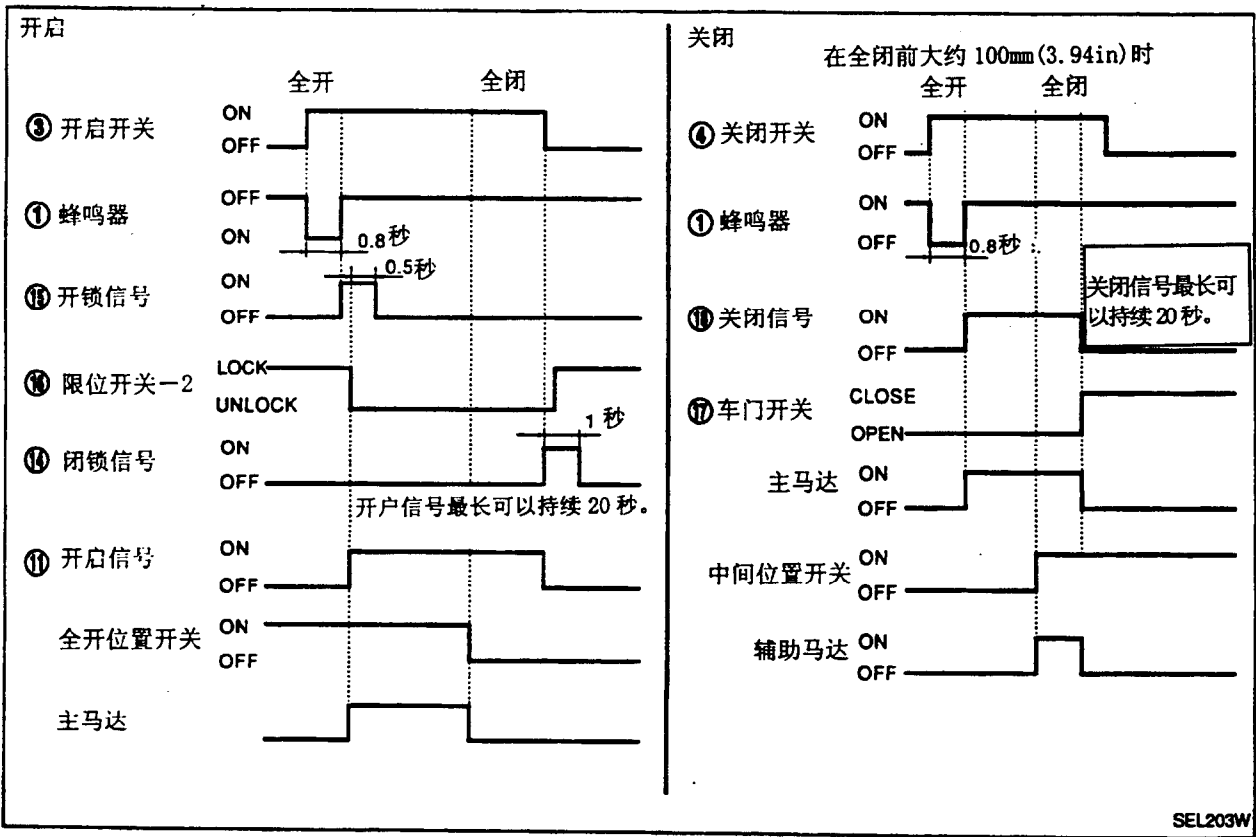 开启
全开
全闭
③ 开启开关
ON
OFF
① 蜂鸣器
OFF
ON
0.8秒
0.5秒
⑮ 开锁信号
ON
OFF
⑯ 限位开关－2
LOCK
UNLOCK
1 秒
⑭ 闭锁信号
ON
OFF
开户信号最长可以持续 20 秒。
⑪ 开启信号
ON
OFF
全开位置开关
ON
OFF
主马达
关闭
在全闭前大约 100mm(3.94in)时
全开
全闭
④ 关闭开关
ON
OFF
① 蜂鸣器
ON
OFF
0.8秒
关闭信号最长可
以持续 20 秒。
⑱ 关闭信号
ON
OFF
⑰ 车门开关
CLOSE
OPEN
主马达
ON
OFF
中间位置开关
ON
OFF
辅助马达
ON
OFF
SEL203W